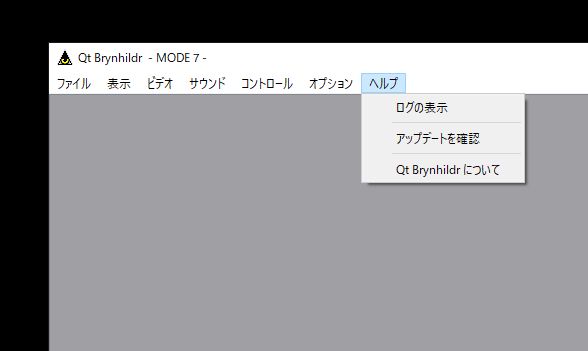 Qt Brynhildr - MODE 7 -
ファイル 表示 ビデオ サウンド コントロール オプション ヘルプ
ログの表示
アップデートを確認
Qt Brynhildr について